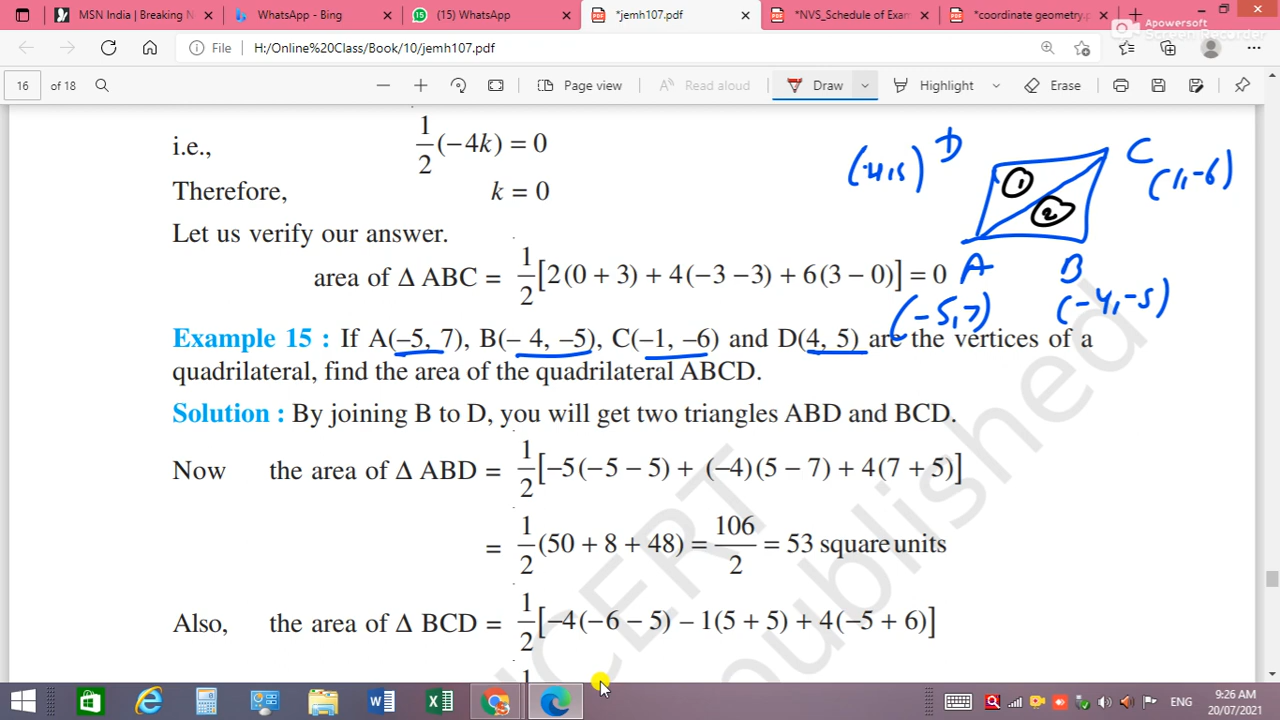 MSN India | Breaking N
WhatsApp - Bing
(15) WhatsApp
*jemh107.pdf
*NVS_Schedule of Exam
*coordinate geometry.p
Apowersoft
Screen Recorder
File
H:/Online%20Class/Book/10/jemh107.pdf
16
of 18
Page view
Read aloud
Draw
Highlight
Erase
i.e., 1/2 (−4k) = 0
Therefore, k = 0
Let us verify our answer.
area of Δ ABC = 1/2 [2(0 + 3) + 4(−3 −3) + 6(3 − 0)] = 0
D
C
(1,-6)
1
2
A
B
(-5,7)
(-4,-5)
Example 15 : If A(−5, 7), B(− 4, −5), C(−1, −6) and D(4, 5) are the vertices of a
quadrilateral, find the area of the quadrilateral ABCD.
Solution : By joining B to D, you will get two triangles ABD and BCD.
Now the area of Δ ABD = 1/2 [−5(−5 − 5) + (−4)(5 − 7) + 4(7 + 5)]
= 1/2 (50 + 8 + 48) = 106/2 = 53 square units
Also, the area of Δ BCD = 1/2 [−4(−6 − 5) − 1(5 + 5) + 4(−5 + 6)]
NCERT
published
ENG
9:26 AM
20/07/2021